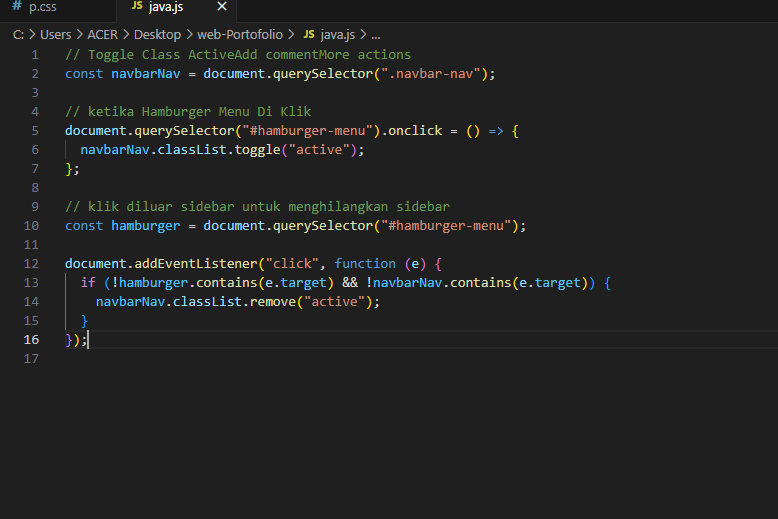 # p.css JS java.js ×
C: > Users > ACER > Desktop > web-Portofolio > JS java.js > ...
1 // Toggle Class ActiveAdd commentMore actions
2 const navbarNav = document.querySelector(".navbar-nav");
3
4 // ketika Hamburger Menu Di Klik
5 document.querySelector("#hamburger-menu").onclick = () => {
6 navbarNav.classList.toggle("active");
7 };
8
9 // klik diluar sidebar untuk menghilangkan sidebar
10 const hamburger = document.querySelector("#hamburger-menu");
11
12 document.addEventListener("click", function (e) {
13 if (!hamburger.contains(e.target) && !navbarNav.contains(e.target)) {
14 navbarNav.classList.remove("active");
15 }
16 });
17